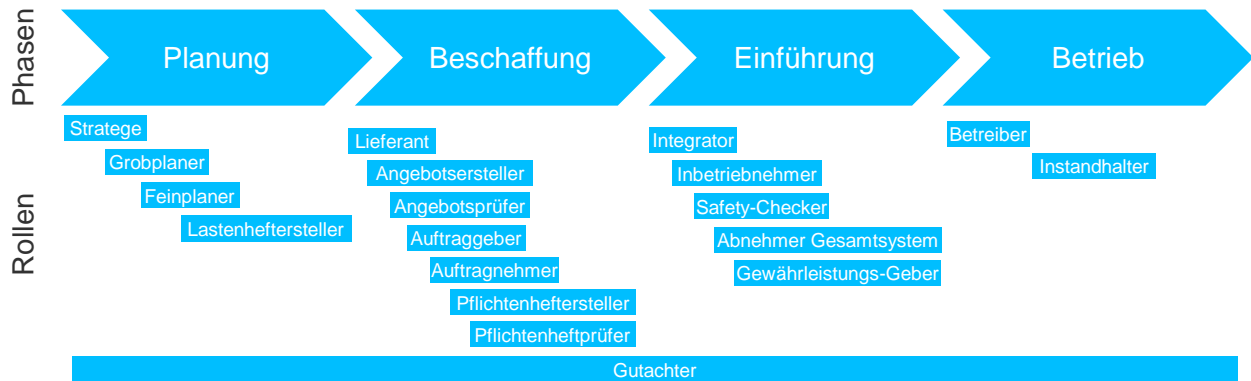 Phasen
Planung
Beschaffung
Einführung
Betrieb
Rollen
Stratege
Grobplaner
Feinplaner
Lastenheftersteller
Lieferant
Angebotsersteller
Angebotsprüfer
Auftraggeber
Auftragnehmer
Pflichtenheftersteller
Pflichtenheftprüfer
Integrator
Inbetriebnehmer
Safety-Checker
Abnehmer Gesamtsystem
Gewährleistungs-Geber
Betreiber
Instandhalter
Gutachter